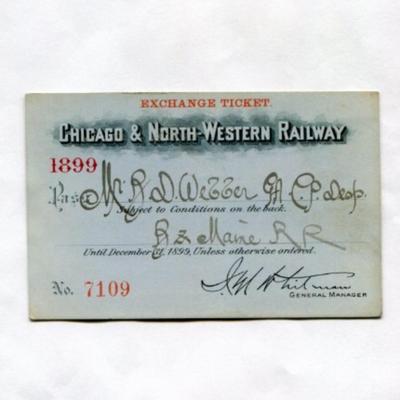 EXCHANGE TICKET.
CHICAGO & NORTH-WESTERN RAILWAY
1899
Pass Mr. A. D. Webber
Subject to Conditions on the back.
Maine R R
Until December 31, 1899, Unless otherwise ordered.
No. 7109
J M Whitman
GENERAL MANAGER